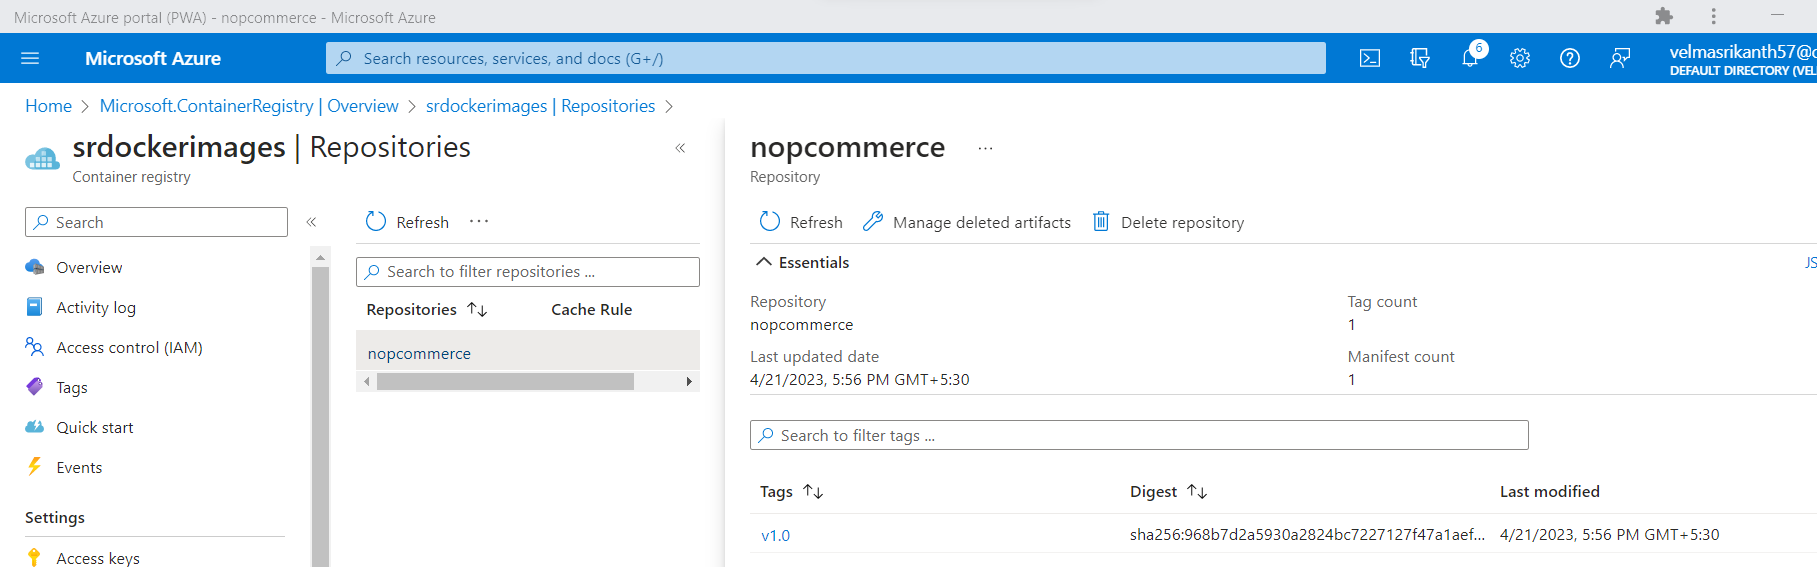 Microsoft Azure portal (PWA) - nopcommerce - Microsoft Azure
Microsoft Azure
Search resources, services, and docs (G+/)
6
velmasrikanth57@
DEFAULT DIRECTORY (VEL
Home > Microsoft.ContainerRegistry | Overview > srdockerimages | Repositories >
srdockerimages | Repositories
Container registry
Search
Overview
Activity log
Access control (IAM)
Tags
Quick start
Events
Settings
Access keys
Refresh
Search to filter repositories ...
Repositories Cache Rule
nopcommerce
nopcommerce
Repository
Refresh Manage deleted artifacts Delete repository
Essentials
JS
Repository
nopcommerce
Tag count
1
Last updated date
4/21/2023, 5:56 PM GMT+5:30
Manifest count
1
Search to filter tags ...
Tags Digest Last modified
v1.0 sha256:968b7d2a5930a2824bc7227127f47a1aef... 4/21/2023, 5:56 PM GMT+5:30